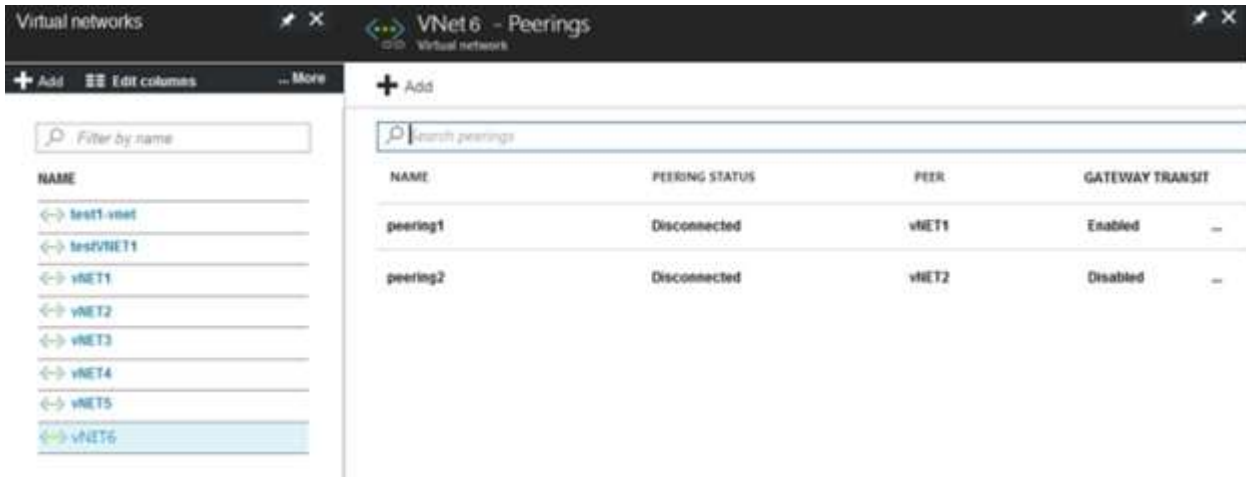 Virtual networks
Add Edit columns ... More
Filter by name
NAME
test1-vnet
testVNET1
vNET1
vNET2
vNET3
vNET4
vNET5
vNET6
VNet6 - Peerings
Virtual network
Add
Search peerings
NAME PEERING STATUS PEER GATEWAY TRANSIT
peering1 Disconnected vNET1 Enabled ...
peering2 Disconnected vNET2 Disabled ...